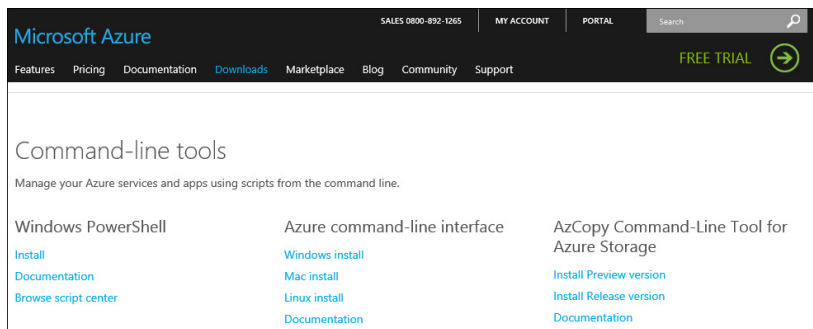 SALES 0800-892-1265 MY ACCOUNT PORTAL Search
Microsoft Azure
FREE TRIAL
Features Pricing Documentation Downloads Marketplace Blog Community Support
Command-line tools
Manage your Azure services and apps using scripts from the command line.
Windows PowerShell
Install
Documentation
Browse script center
Azure command-line interface
Windows install
Mac install
Linux install
Documentation
AzCopy Command-Line Tool for
Azure Storage
Install Preview version
Install Release version
Documentation